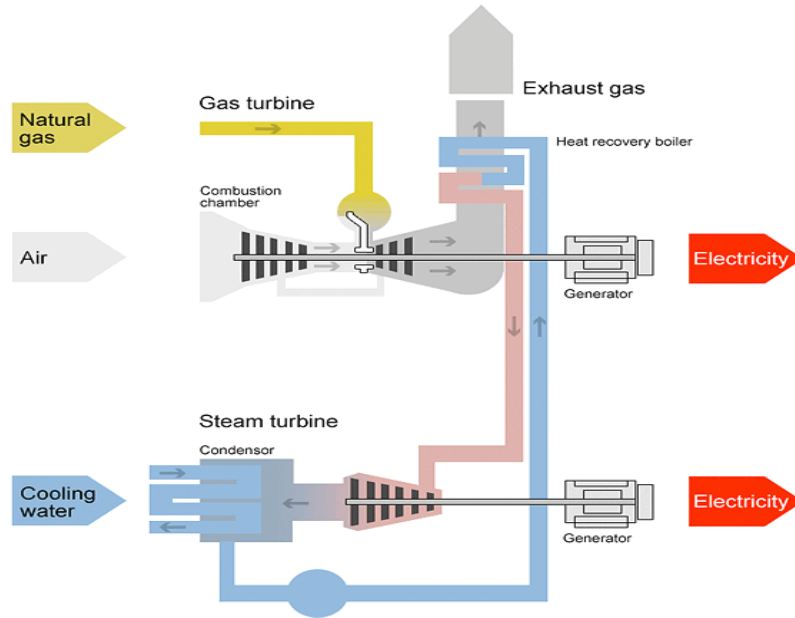 Exhaust gas
Gas turbine
Natural
gas
Heat recovery boiler
Combustion
chamber
Air
Electricity
Generator
Steam turbine
Condensor
Cooling
water
Electricity
Generator